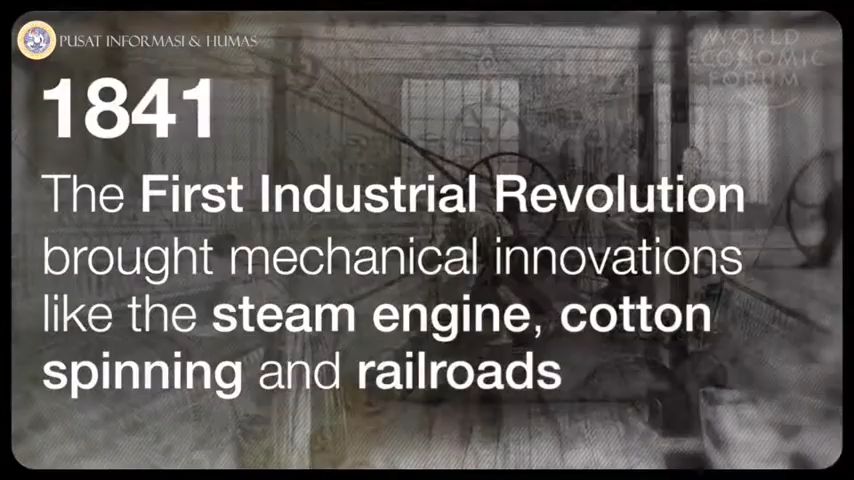 PUSAT INFORMASI & HUMAS
WORLD
ECONOMIC
FORUM
1841
The First Industrial Revolution
brought mechanical innovations
like the steam engine, cotton
spinning and railroads